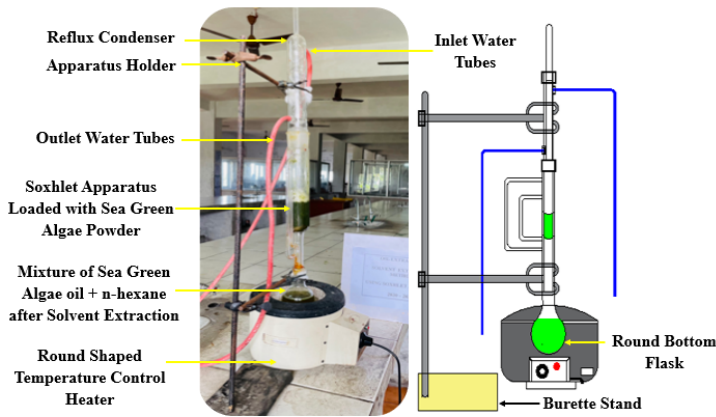 Reflux Condenser
Apparatus Holder
Outlet Water Tubes
Soxhlet Apparatus
Loaded with Sea Green
Algae Powder
Mixture of Sea Green
Algae oil + n-hexane
after Solvent Extraction
Round Shaped
Temperature Control
Heater
Inlet Water
Tubes
Round Bottom
Flask
Burette Stand